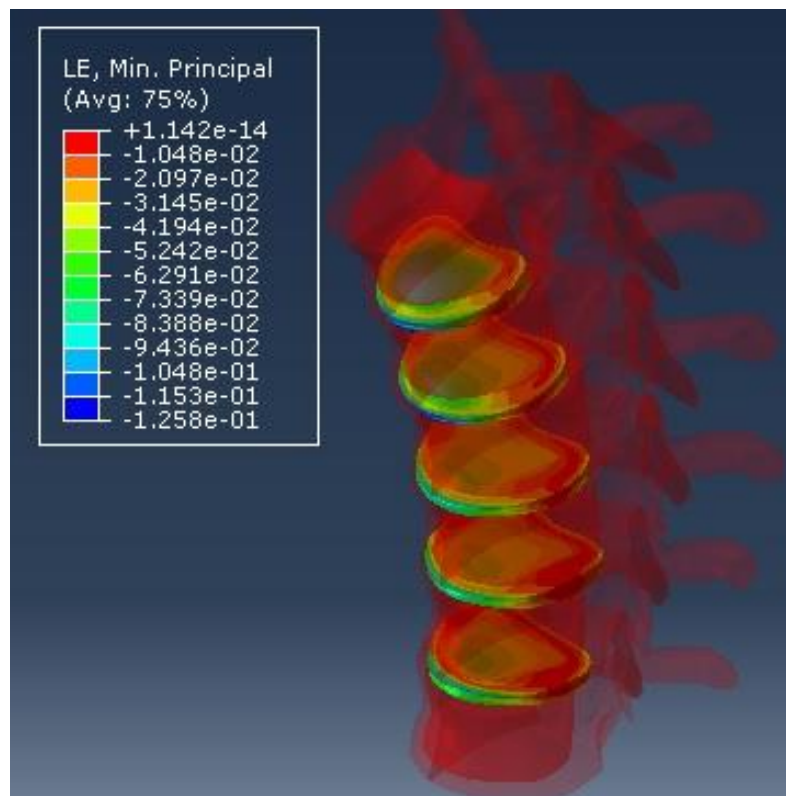 LE, Min. Principal
(Avg: 75%)
+1.142e-14
-1.048e-02
-2.097e-02
-3.145e-02
-4.194e-02
-5.242e-02
-6.291e-02
-7.339e-02
-8.388e-02
-9.436e-02
-1.048e-01
-1.153e-01
-1.258e-01